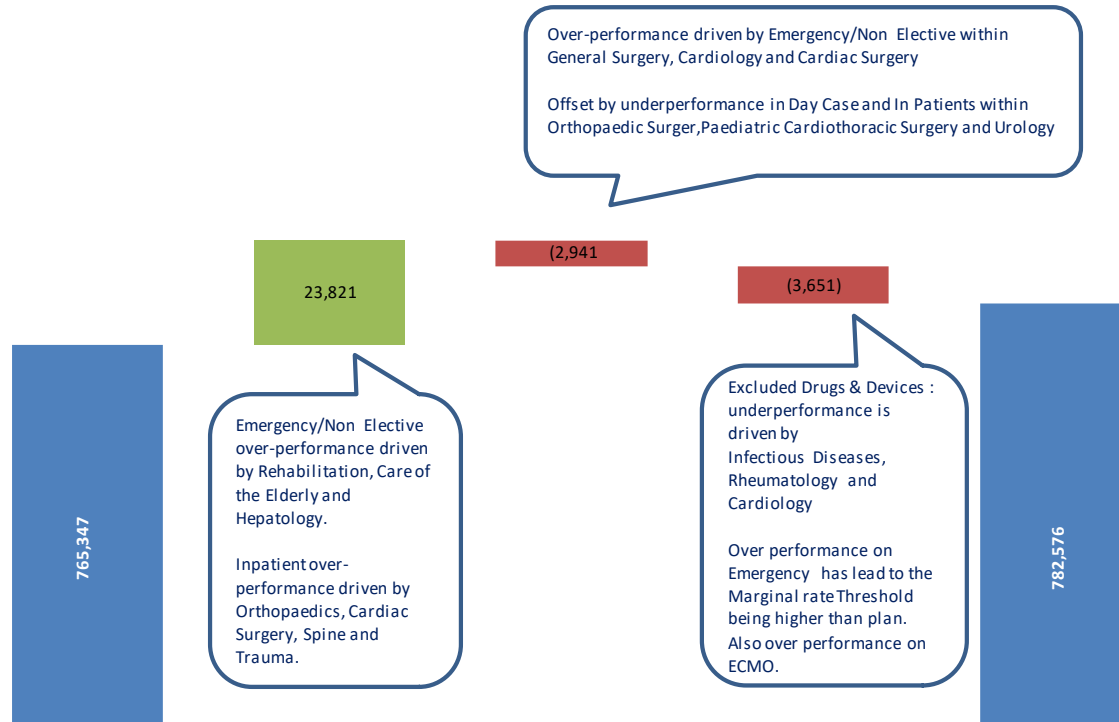 Over-performance driven by Emergency/Non Elective within
General Surgery, Cardiology and Cardiac Surgery
Offset by underperformance in Day Case and In Patients within
Orthopaedic Surger,Paediatric Cardiothoracic Surgery and Urology
(2,941
23,821
(3,651)
Emergency/Non Elective
over-performance driven
by Rehabilitation, Care of
the Elderly and
Hepatology.
Inpatient over-
performance driven by
Orthopaedics, Cardiac
Surgery, Spine and
Trauma.
Excluded Drugs & Devices :
underperformance is
driven by
Infectious Diseases,
Rheumatology and
Cardiology
Over performance on
Emergency has lead to the
Marginal rate Threshold
being higher than plan.
Also over performance on
ECMO.
765,347
782,576